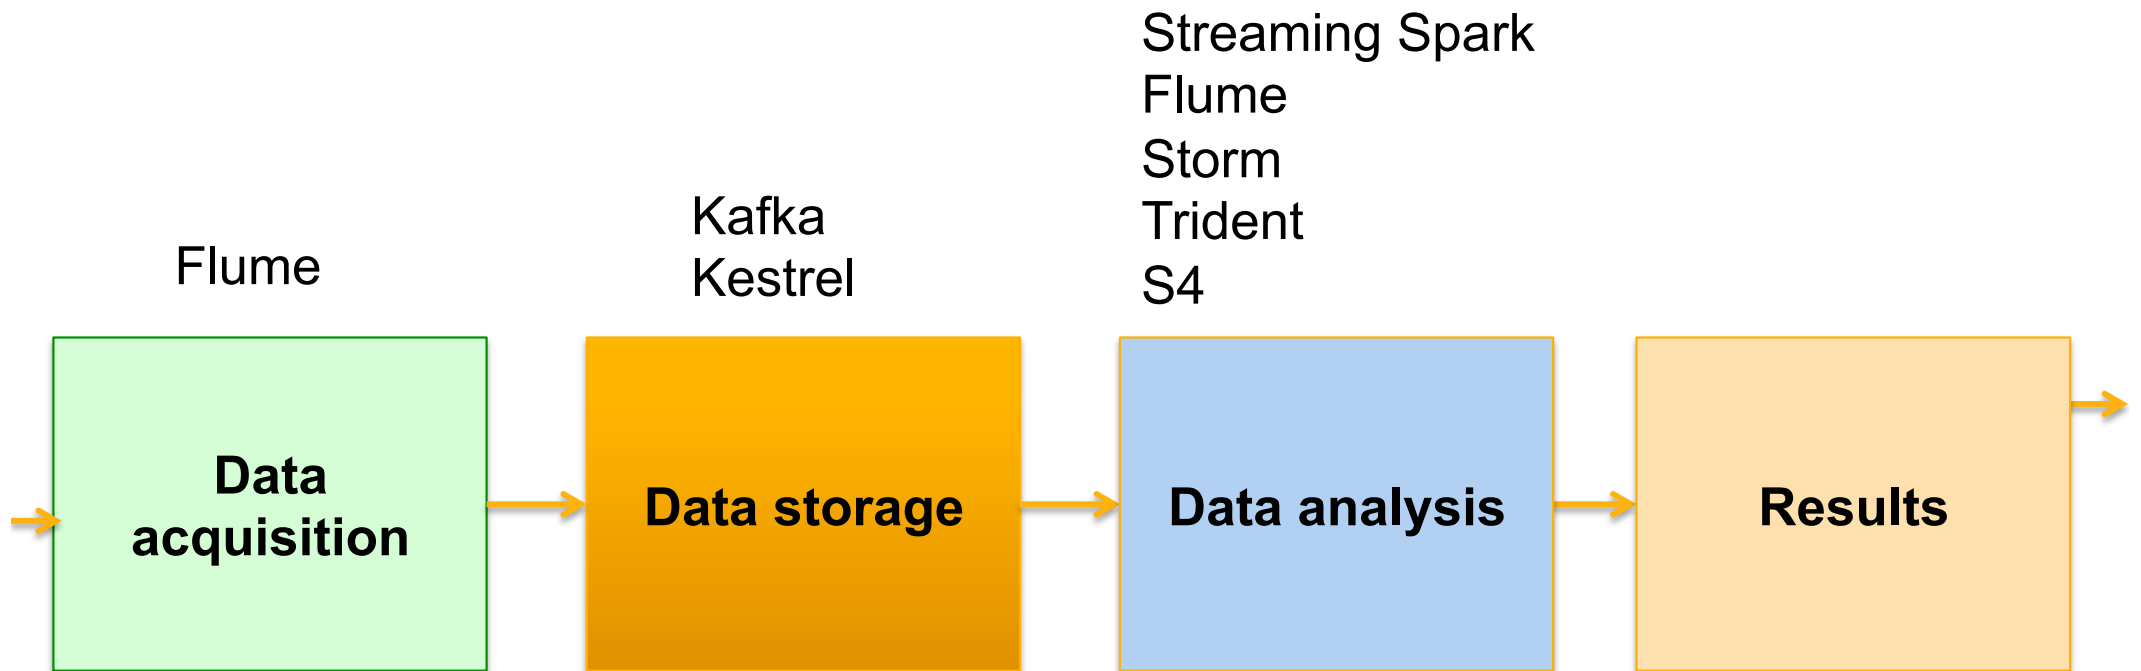 Streaming Spark
Flume
Storm
Trident
S4
Kafka
Kestrel
Flume
Data
acquisition
Data storage
Data analysis
Results